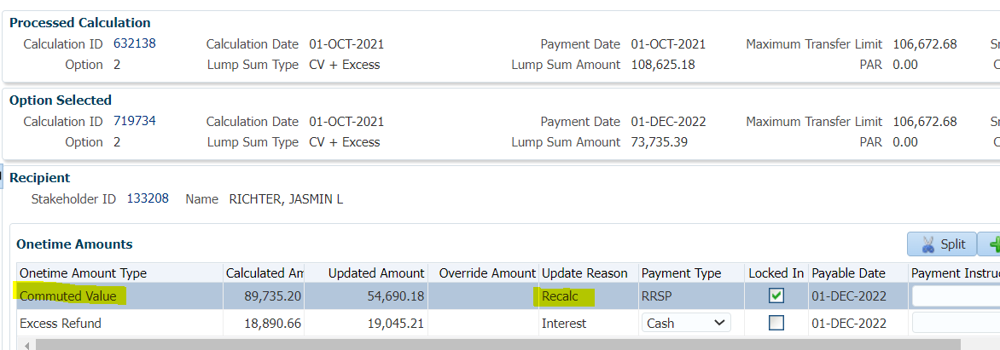 Processed Calculation
Calculation ID 632138 Calculation Date 01-OCT-2021 Payment Date 01-OCT-2021 Maximum Transfer Limit 106,672.68
Option 2 Lump Sum Type CV + Excess Lump Sum Amount 108,625.18 PAR 0.00
Option Selected
Calculation ID 719734 Calculation Date 01-OCT-2021 Payment Date 01-DEC-2022 Maximum Transfer Limit 106,672.68
Option 2 Lump Sum Type CV + Excess Lump Sum Amount 73,735.39 PAR 0.00
Recipient
Stakeholder ID 133208 Name RICHTER, JASMIN L
Onetime Amounts Split
Onetime Amount Type Calculated Am Updated Amount Override Amount Update Reason Payment Type Locked In Payable Date Payment Instruc
Commuted Value 89,735.20 54,690.18 Recalc RRSP 01-DEC-2022
Excess Refund 18,890.66 19,045.21 Interest Cash 01-DEC-2022